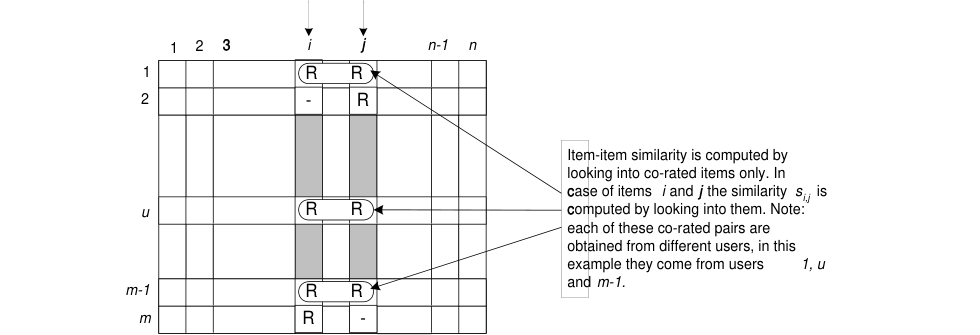 1 2 3 i j n-1 n
1 R R
2 - R
u R R
m-1 R R
m R -
Item-item similarity is computed by
looking into co-rated items only. In
case of items i and j the similarity si,j is
computed by looking into them. Note:
each of these co-rated pairs are
obtained from different users, in this
example they come from users 1, u
and m-1.